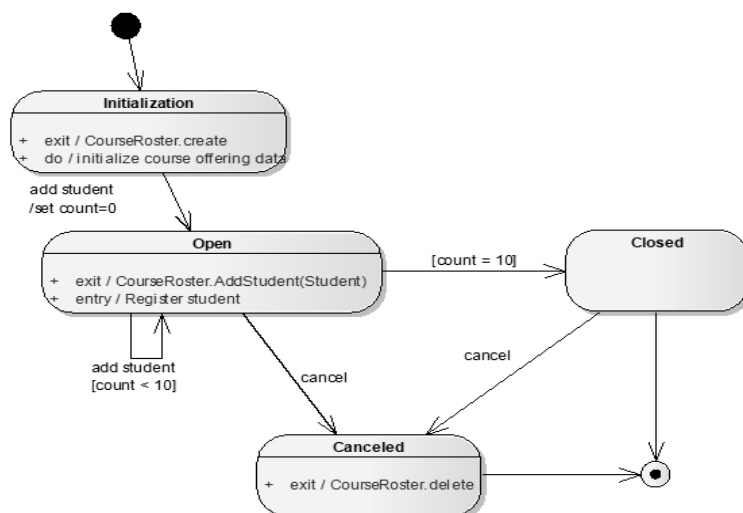 Initialization
+ exit / CourseRoster.create
+ do / initialize course offering data
add student
/set count=0
Open
+ exit / CourseRoster.AddStudent(Student)
+ entry / Register student
[count = 10]
Closed
add student
[count < 10]
cancel
cancel
Canceled
+ exit / CourseRoster.delete